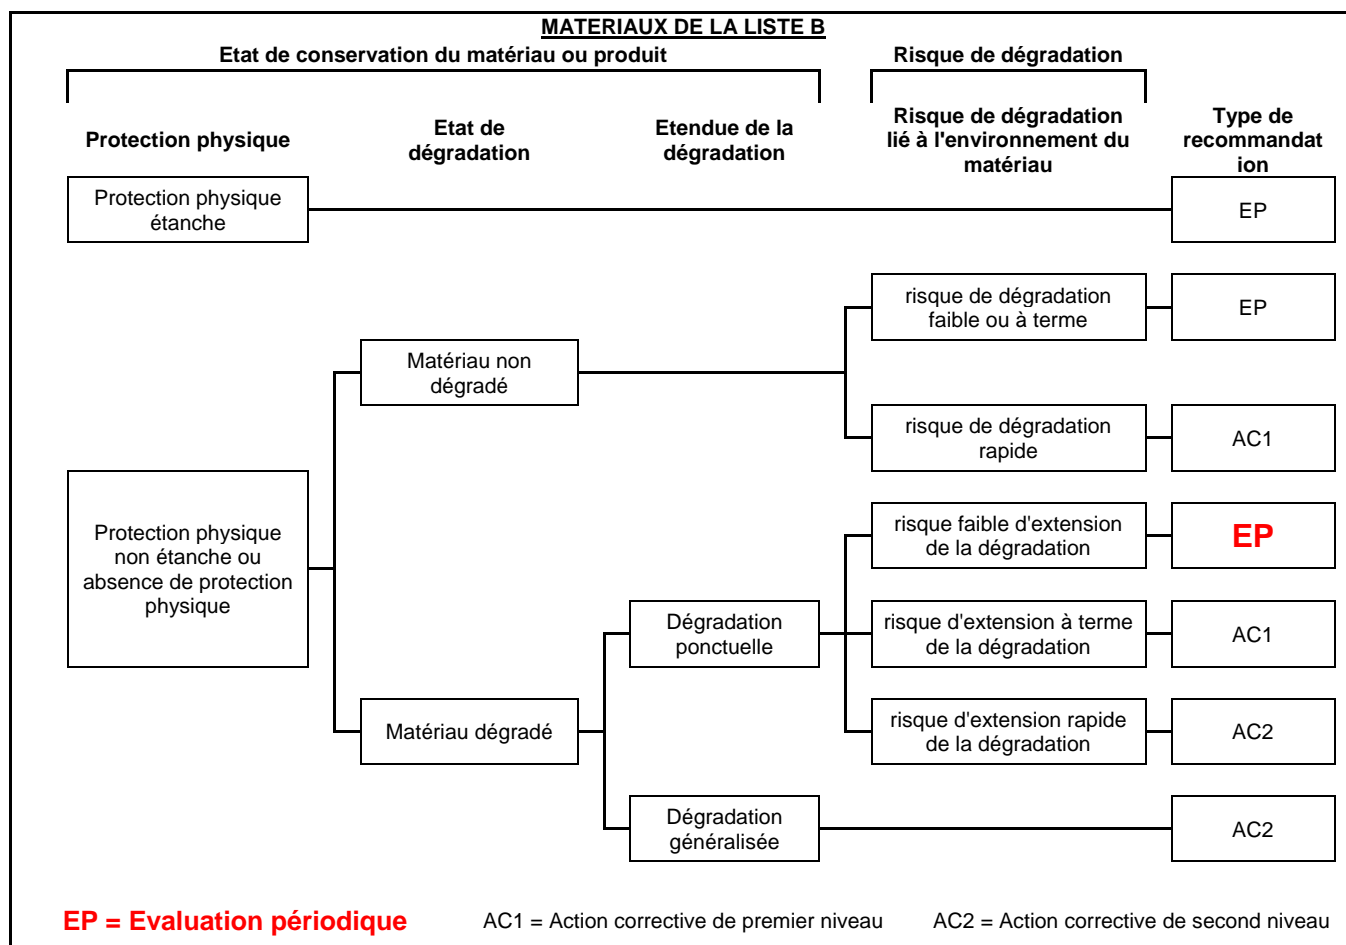 MATERIAUX DE LA LISTE B
Etat de conservation du matériau ou produit
Risque de dégradation
Protection physique
Etat de
dégradation
Etendue de la
dégradation
Risque de dégradation
lié à l'environnement du
matériau
Type de
recommandat
ion
Protection physique
étanche
EP
risque de dégradation
faible ou à terme
EP
Matériau non
dégradé
risque de dégradation
rapide
AC1
Protection physique
non étanche ou
absence de protection
physique
risque faible d'extension
de la dégradation
EP
Dégradation
ponctuelle
risque d'extension à terme
de la dégradation
AC1
Matériau dégradé
risque d'extension rapide
de la dégradation
AC2
Dégradation
généralisée
AC2
EP = Evaluation périodique
AC1 = Action corrective de premier niveau
AC2 = Action corrective de second niveau